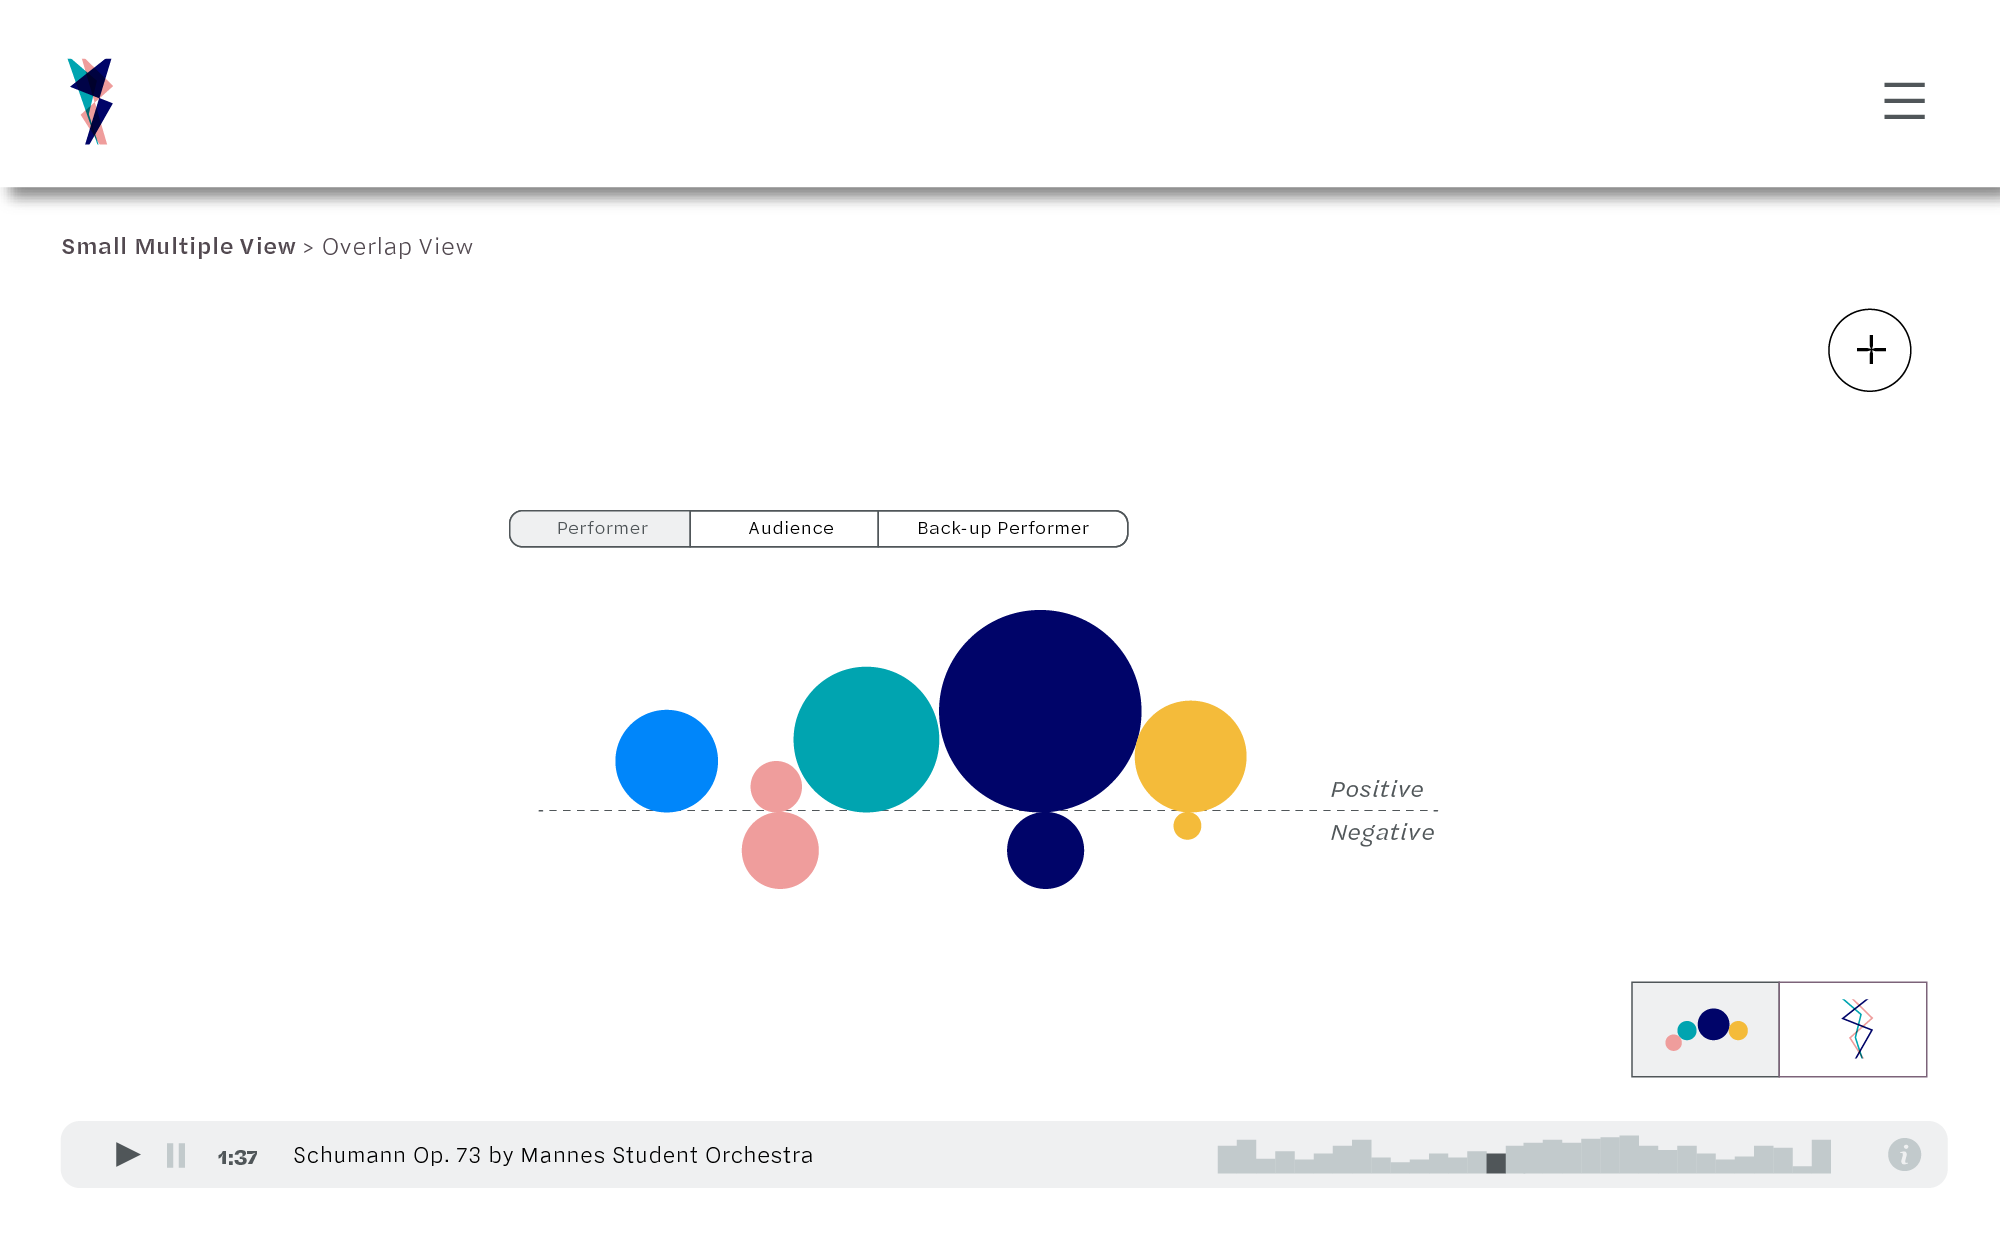 Small Multiple View > Overlap View
Performer
Audience
Back-up Performer
Positive
Negative
1:37
Schumann Op. 73 by Mannes Student Orchestra
i